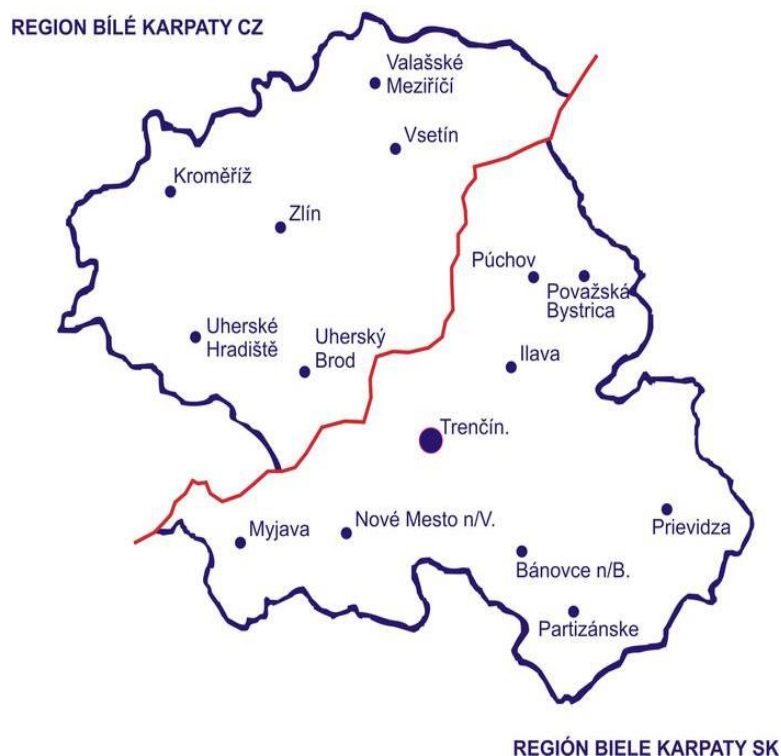 REGION BÍLÉ KARPATY CZ
Valašské
Meziříčí
Vsetín
Kroměříž
Zlín
Púchov
Považská
Bystrica
Uherské
Hradiště
Uherský
Brod
Ilava
Trenčín.
Nové Mesto n/V.
Myjava
Prievidza
Bánovce n/B.
Partizánske
REGIÓN BIELE KARPATY SK